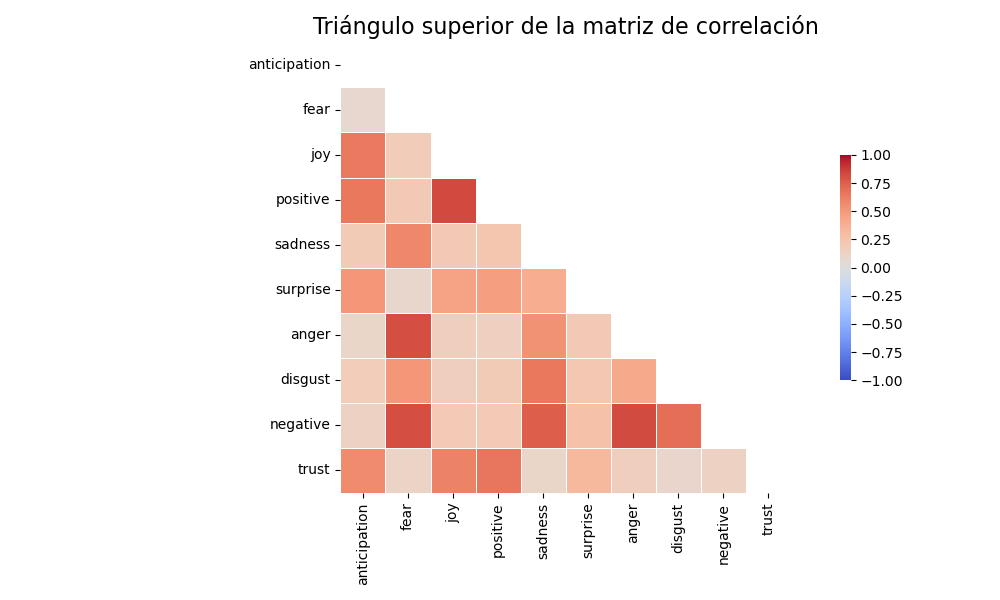 Triángulo superior de la matriz de correlación
anticipation
fear
joy
positive
sadness
surprise
anger
disgust
negative
trust
anticipation
fear
joy
positive
sadness
surprise
anger
disgust
negative
trust
1.00
0.75
0.50
0.25
0.00
−0.25
−0.50
−0.75
−1.00